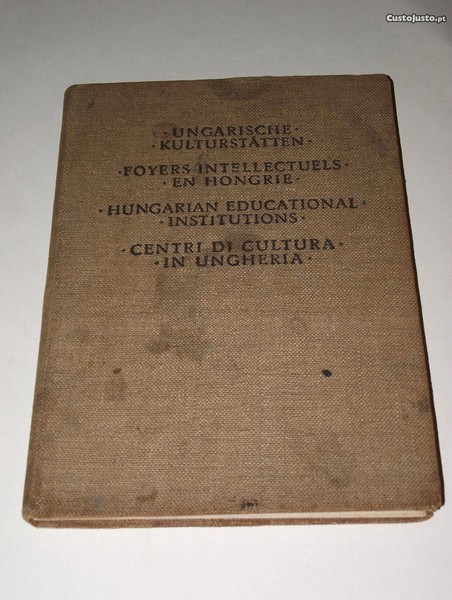 CustoJusto.pt
·UNGARISCHE·
·KULTURSTÄTTEN·
·FOYERS·INTELLECTUELS·
·EN HONGRIE·
·HUNGARIAN EDUCATIONAL·
·INSTITUTIONS·
·CENTRI DI CULTURA·
·IN UNGHERIA·